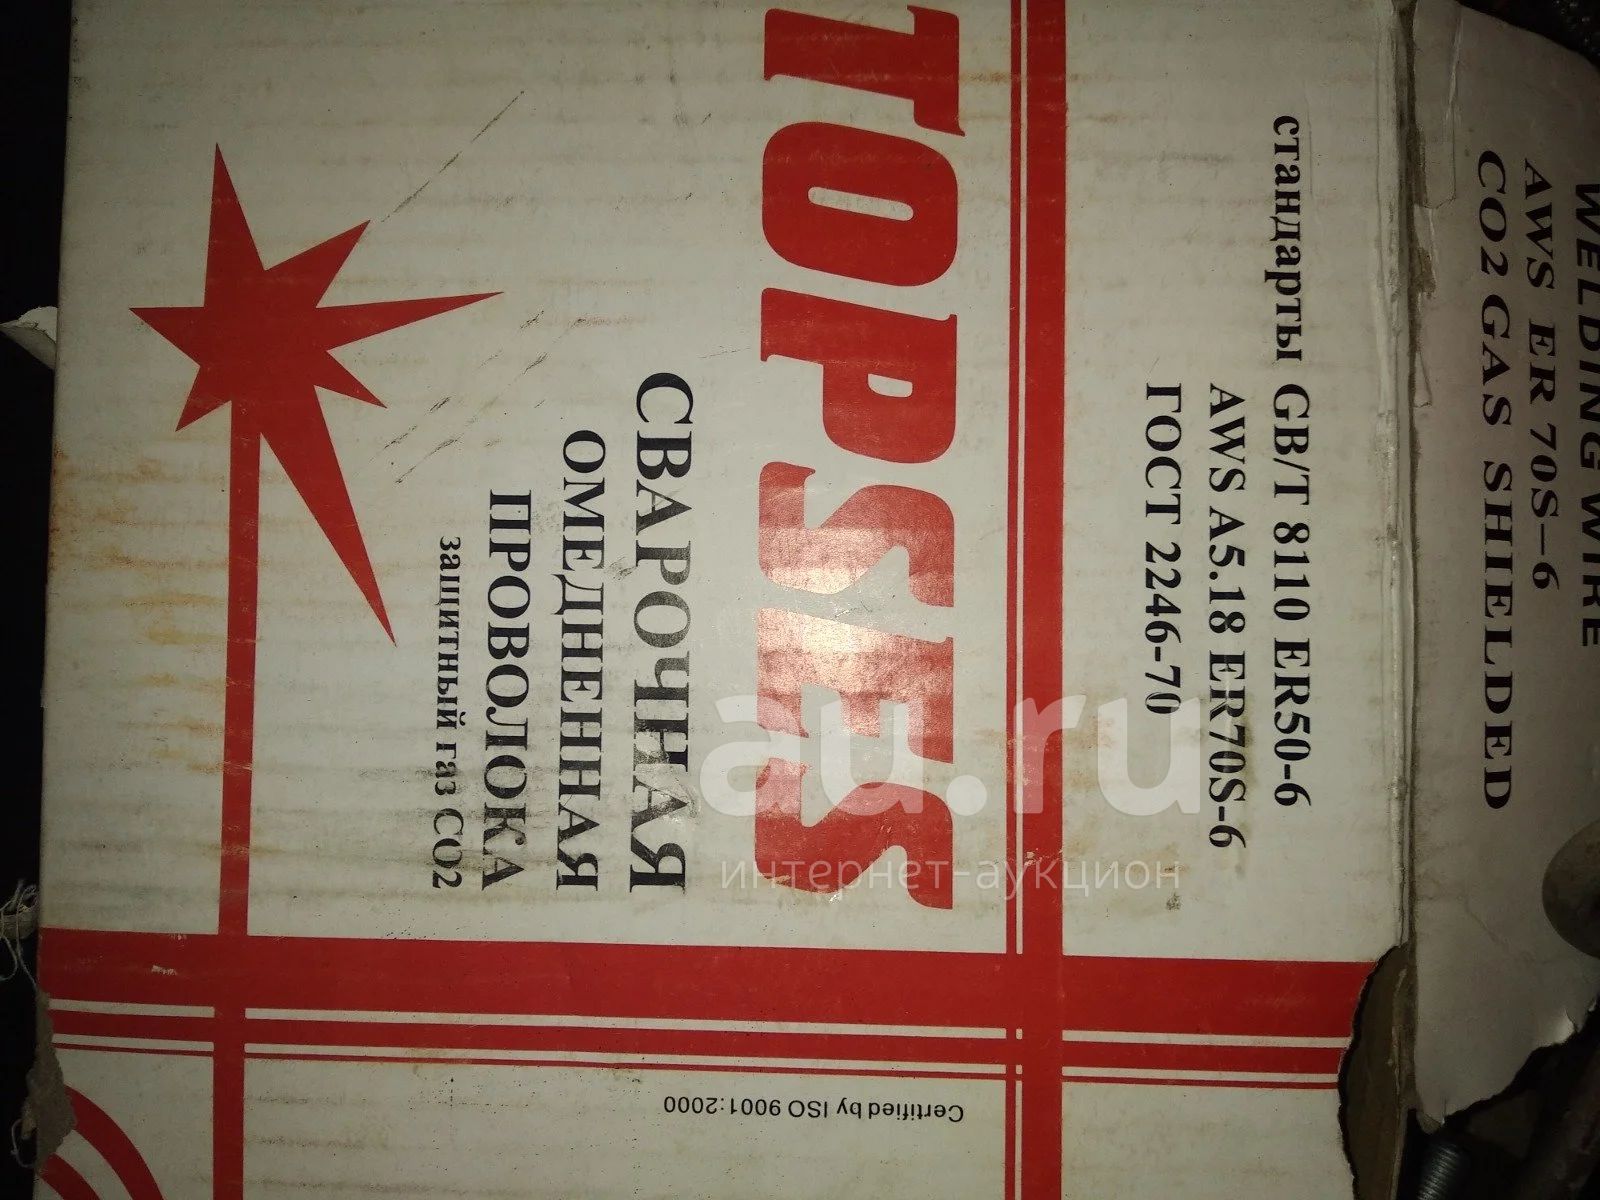 WELDING WIRE
AWS ER 70S—6
CO2 GAS SHIELDED
стандарты GB/T 8110 ER50-6
AWS A5.18 ER70S-6
ГОСТ 2246-70
TOPSES
СВАРОЧНАЯ
ОМЕДНЕННАЯ
ПРОВОЛОКА
защитный газ CO2
Certified by ISO 9001:2000
au.ru
интернет-аукцион